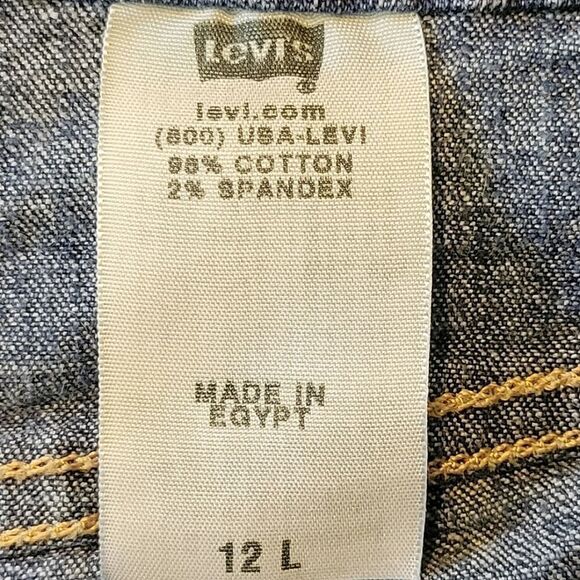 LEVI'S
®
levi.com
(800) USA-LEVI
98% COTTON
2% SPANDEX
MADE IN
EGYPT
12 L